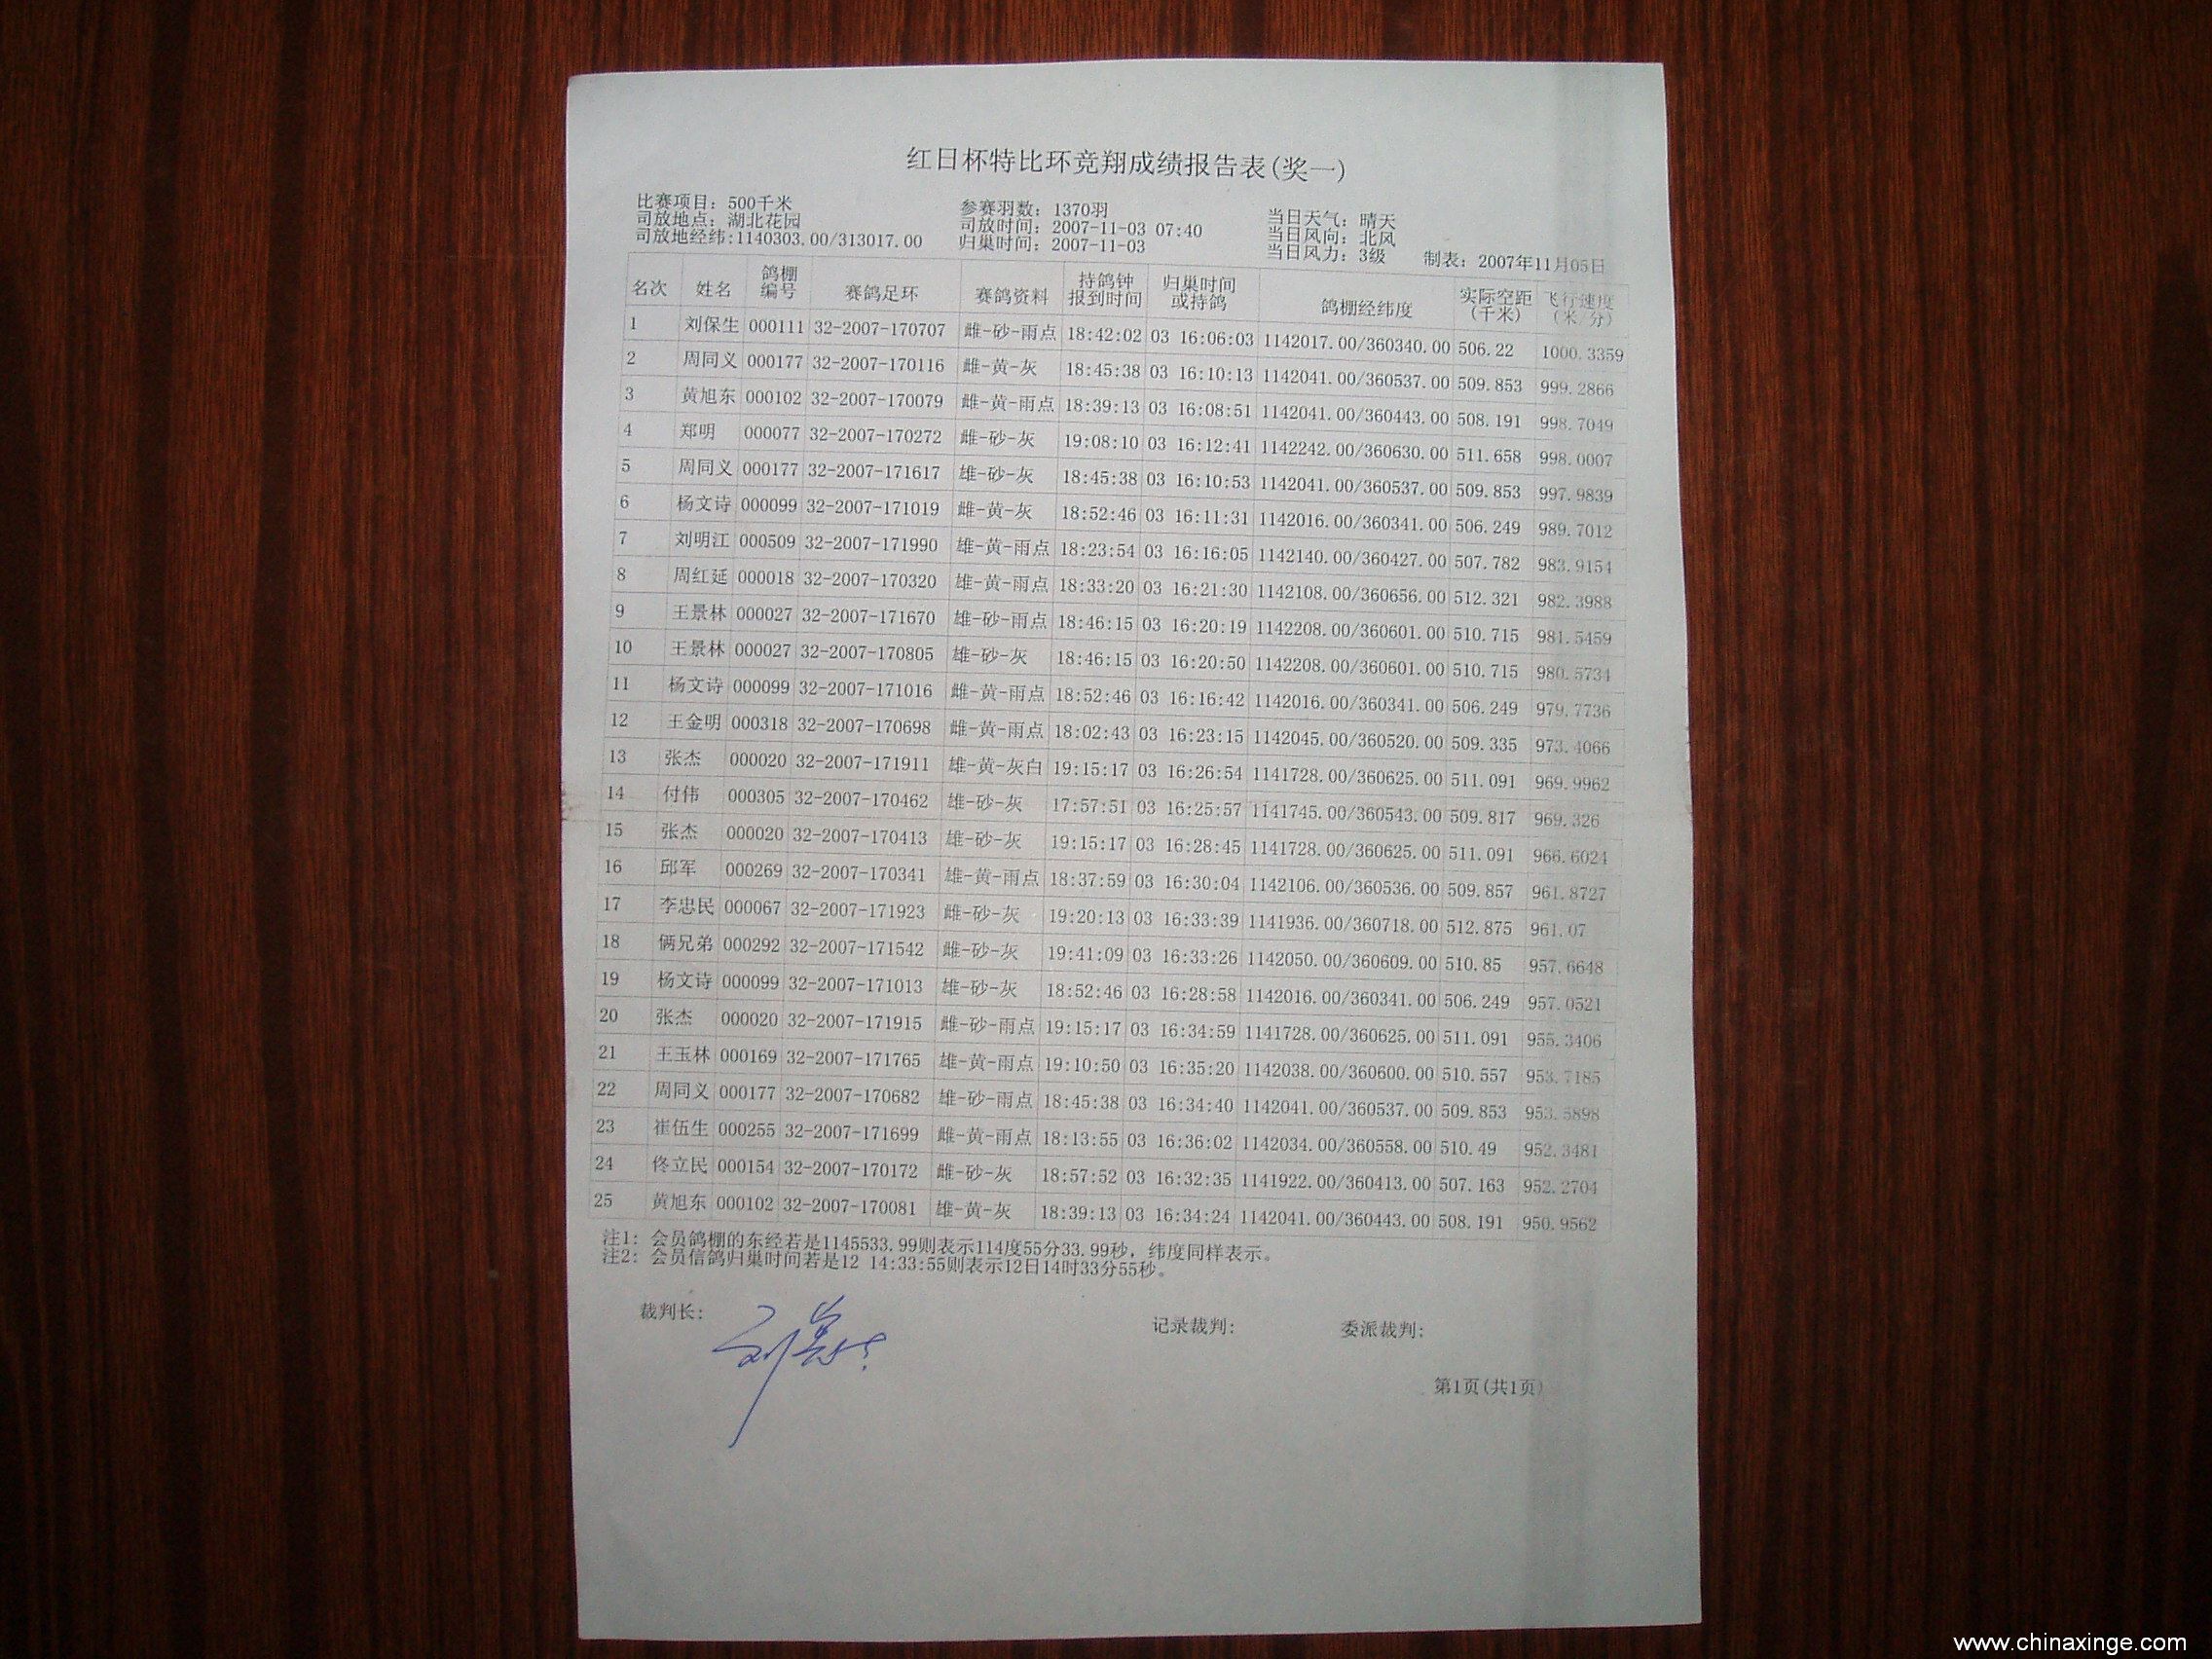 红日杯特比环竞翔成绩报告表(奖一)
比赛项目: 500千米 参赛羽数: 1370羽 当日天气: 晴天
司放地点: 湖北花园 司放时间: 2007-11-03 07:40 当日风向: 北风
司放地经纬:1140303.00/313017.00 归巢时间: 2007-11-03 当日风力: 3级 制表: 2007年11月05日
名次 姓名 鸽棚编号 赛鸽足环 赛鸽资料 持鸽钟报到时间 归巢时间或持鸽 鸽棚经纬度 实际空距(千米) 飞行速度(米/分)
1 刘保生 000111 32-2007-170707 雌-砂-雨点 18:42:02 03 16:06:03 1142017.00/360340.00 506.22 1000.3359
2 周同义 000177 32-2007-170116 雌-黄-灰 18:45:38 03 16:10:13 1142041.00/360537.00 509.853 999.2866
3 黄旭东 000102 32-2007-170079 雌-黄-雨点 18:39:13 03 16:08:51 1142041.00/360443.00 508.191 998.7049
4 郑明 000077 32-2007-170272 雌-砂-灰 19:08:10 03 16:12:41 1142242.00/360630.00 511.658 998.0007
5 周同义 000177 32-2007-171617 雄-砂-灰 18:45:38 03 16:10:53 1142041.00/360537.00 509.853 997.9839
6 杨文诗 000099 32-2007-171019 雌-黄-灰 18:52:46 03 16:11:31 1142016.00/360341.00 506.249 989.7012
7 刘明江 000509 32-2007-171990 雄-黄-雨点 18:23:54 03 16:16:05 1142140.00/360427.00 507.782 983.9154
8 周红延 000018 32-2007-170320 雄-黄-雨点 18:33:20 03 16:21:30 1142108.00/360656.00 512.321 982.3988
9 王景林 000027 32-2007-171670 雄-砂-雨点 18:46:15 03 16:20:19 1142208.00/360601.00 510.715 981.5459
10 王景林 000027 32-2007-170805 雄-砂-灰 18:46:15 03 16:20:50 1142208.00/360601.00 510.715 980.5734
11 杨文诗 000099 32-2007-171016 雌-黄-雨点 18:52:46 03 16:16:42 1142016.00/360341.00 506.249 979.7736
12 王金明 000318 32-2007-170698 雌-黄-雨点 18:02:43 03 16:23:15 1142045.00/360520.00 509.335 973.4066
13 张杰 000020 32-2007-171911 雄-黄-灰白 19:15:17 03 16:26:54 1141728.00/360625.00 511.091 969.9962
14 付伟 000305 32-2007-170462 雄-砂-灰 17:57:51 03 16:25:57 1141745.00/360543.00 509.817 969.326
15 张杰 000020 32-2007-170413 雄-砂-灰 19:15:17 03 16:28:45 1141728.00/360625.00 511.091 966.6024
16 邱军 000269 32-2007-170341 雄-黄-雨点 18:37:59 03 16:30:04 1142106.00/360536.00 509.857 961.8727
17 李忠民 000067 32-2007-171923 雌-砂-灰 19:20:13 03 16:33:39 1141936.00/360718.00 512.875 961.07
18 俩兄弟 000292 32-2007-171542 雌-砂-灰 19:41:09 03 16:33:26 1142050.00/360609.00 510.85 957.6648
19 杨文诗 000099 32-2007-171013 雄-砂-灰 18:52:46 03 16:28:58 1142016.00/360341.00 506.249 957.0521
20 张杰 000020 32-2007-171915 雌-砂-雨点 19:15:17 03 16:34:59 1141728.00/360625.00 511.091 955.3406
21 王玉林 000169 32-2007-171765 雄-黄-雨点 19:10:50 03 16:35:20 1142038.00/360600.00 510.557 953.7185
22 周同义 000177 32-2007-170682 雄-砂-雨点 18:45:38 03 16:34:40 1142041.00/360537.00 509.853 953.5898
23 崔伍生 000255 32-2007-171699 雌-黄-雨点 18:13:55 03 16:36:02 1142034.00/360558.00 510.49 952.3481
24 佟立民 000154 32-2007-170172 雌-砂-灰 18:57:52 03 16:32:35 1141922.00/360413.00 507.163 952.2704
25 黄旭东 000102 32-2007-170081 雄-黄-灰 18:39:13 03 16:34:24 1142041.00/360443.00 508.191 950.9562
注1: 会员鸽棚的东经若是1145533.99则表示114度55分33.99秒，纬度同样表示。
注2: 会员信鸽归巢时间若是12 14:33:55则表示12日14时33分55秒。
裁判长: 记录裁判: 委派裁判:
第1页(共1页)
www.chinaxinge.com